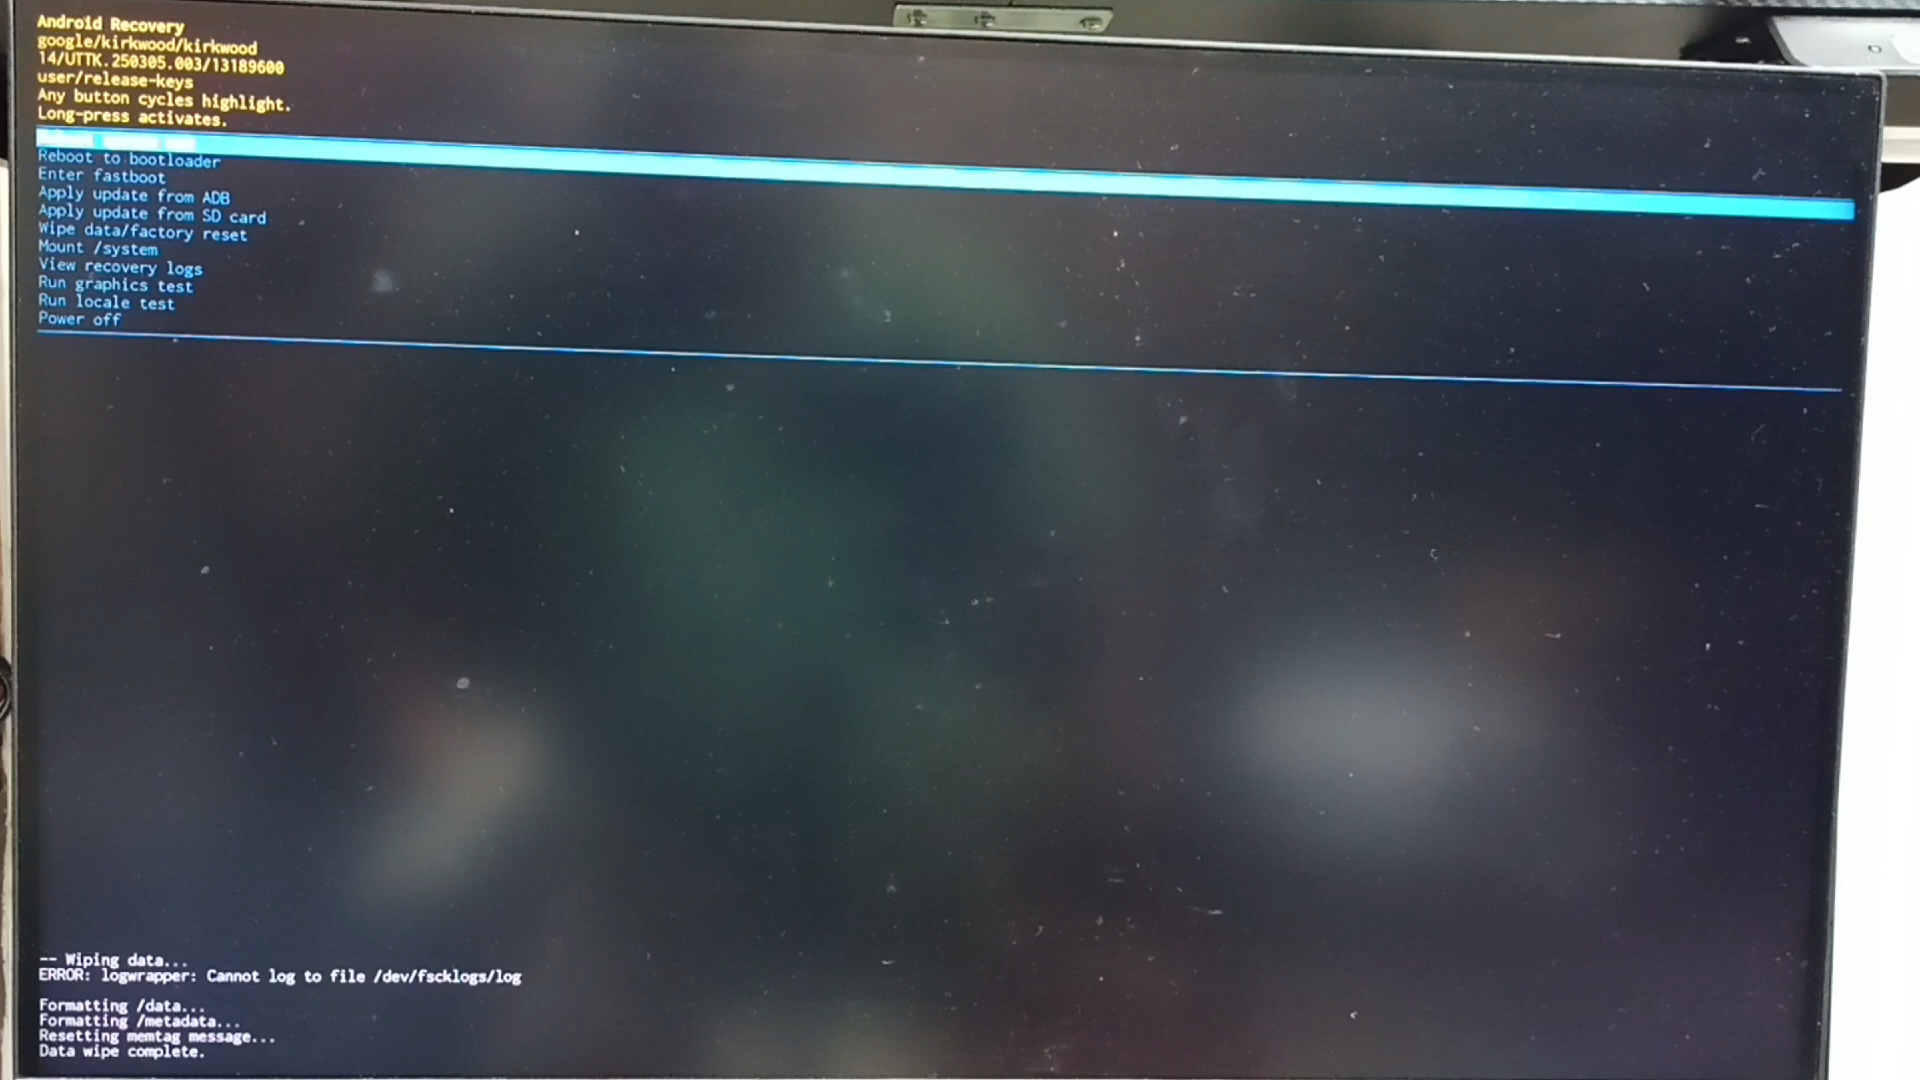 Android Recovery
google/kirkwood/kirkwood
14/UTTK.250305.003/13189600
user/release-keys
Any button cycles highlight.
Long-press activates.
Reboot to bootloader
Enter fastboot
Apply update from ADB
Apply update from SD card
Wipe data/factory reset
Mount /system
View recovery logs
Run graphics test
Run locale test
Power off
-- Wiping data...
ERROR: logwrapper: Cannot log to file /dev/fscklogs/log
Formatting /data...
Formatting /metadata...
Resetting memtag message...
Data wipe complete.